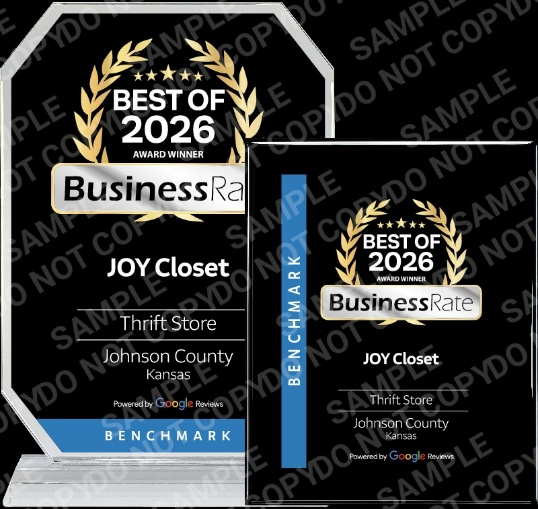 BEST OF
2026
AWARD WINNER
BusinessRa
JOY Closet
Thrift Store
Johnson County
Kansas
Powered by Google Reviews
BENCHMARK
BENCHMARK
BEST OF
2026
AWARD WINNER
BusinessRate
JOY Closet
Thrift Store
Johnson County
Kansas
Powered by Google Reviews
SAMPLE
DO NOT COPY